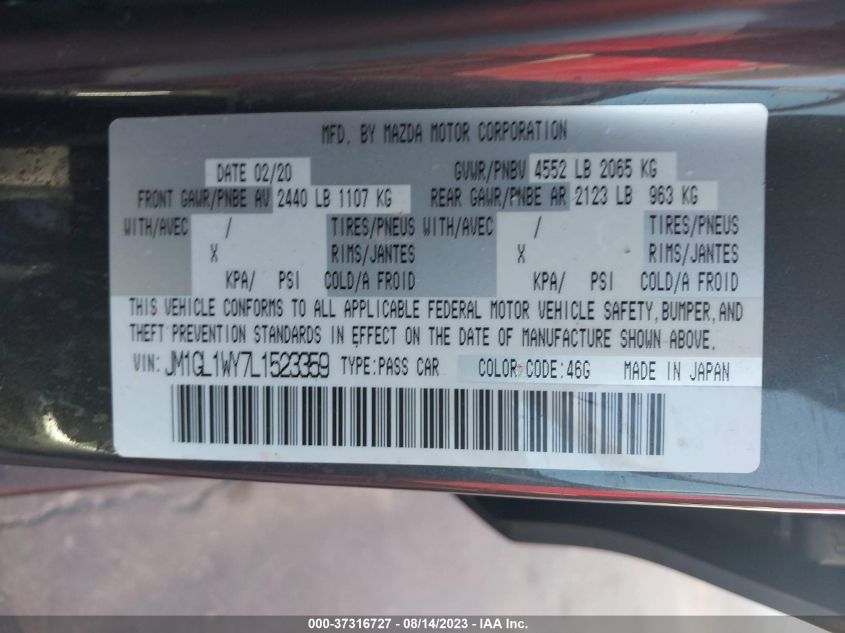 MFD. BY MAZDA MOTOR CORPORATION
DATE 02/20 GVWR/PNBV 4552 LB 2065 KG
FRONT GAWR/PNBE AV 2440 LB 1107 KG REAR GAWR/PNBE AR 2123 LB 963 KG
WITH/AVEC / TIRES/PNEUS WITH/AVEC / TIRES/PNEUS
X RIMS/JANTES X RIMS/JANTES
KPA/ PSI COLD/A FROID KPA/ PSI COLD/A FROID
THIS VEHICLE CONFORMS TO ALL APPLICABLE FEDERAL MOTOR VEHICLE SAFETY, BUMPER, AND
THEFT PREVENTION STANDARDS IN EFFECT ON THE DATE OF MANUFACTURE SHOWN ABOVE.
VIN: JM1GL1WY7L1523359 TYPE:PASS CAR COLOR CODE:46G MADE IN JAPAN
000-37316727 - 08/14/2023 - IAA Inc.